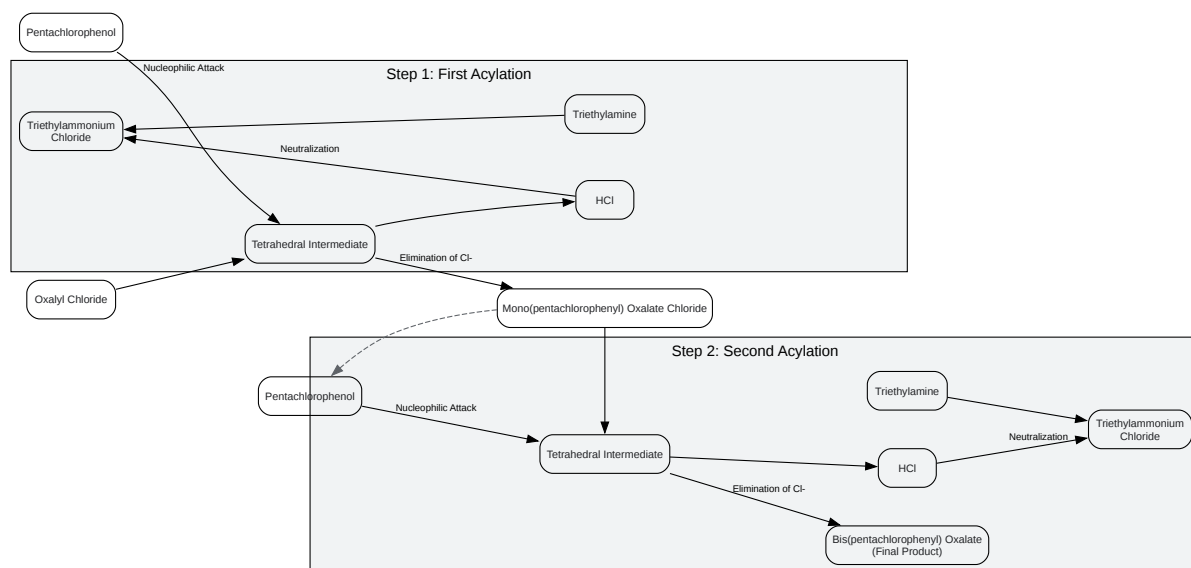 Pentachlorophenol
Nucleophilic Attack
Step 1: First Acylation
Triethylamine
Triethylammonium
Chloride
Neutralization
HCl
Tetrahedral Intermediate
Elimination of Cl-
Oxalyl Chloride
Mono(pentachlorophenyl) Oxalate Chloride
Step 2: Second Acylation
Pentachlorophenol
Nucleophilic Attack
Triethylamine
Triethylammonium
Chloride
Neutralization
Tetrahedral Intermediate
HCl
Elimination of Cl-
Bis(pentachlorophenyl) Oxalate
(Final Product)